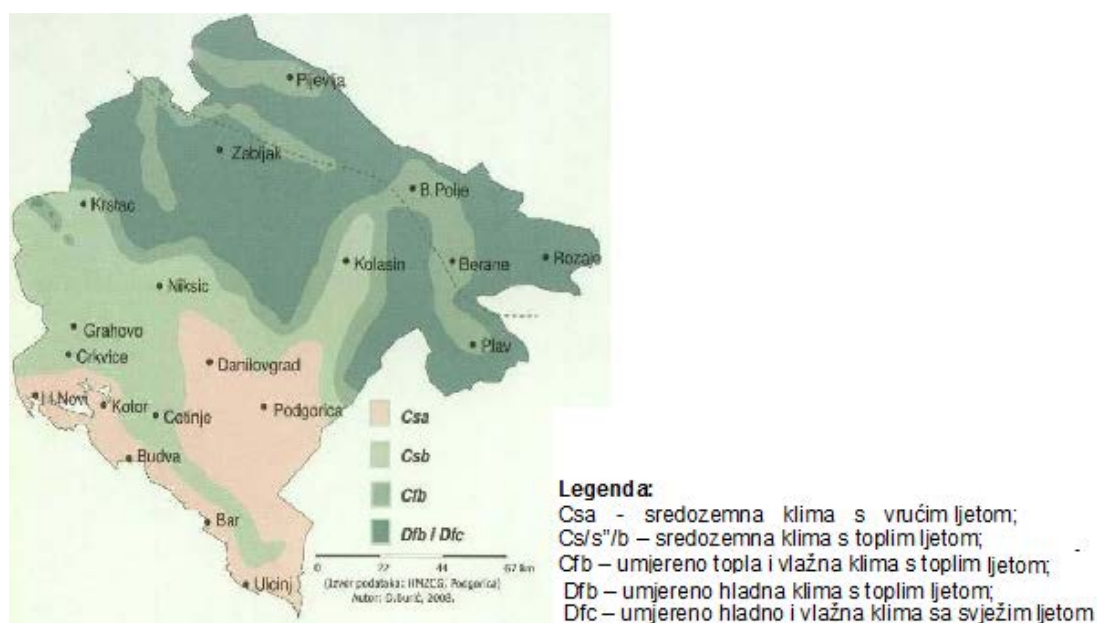 Pljevlja
Zabljak
B.Polje
Krstac
Kolasin
Berane
Rozaje
Niksic
Grahovo
Plav
Crkvice
Danilovgrad
H.Novi
Kotor
Cetinje
Podgorica
Csa
Budva
Csb
Cfb
Bar
Dfb i Dfc
0 22 44 67 km
(Izvor podataka: HMZCG, Podgorica)
Autor: D.Burić, 2008.
Ulcinj
Legenda:
Csa - sredozemna klima s vrućim ljetom;
Cs/s"/b – sredozemna klima s toplim ljetom;
Cfb – umjereno topla i vlažna klima s toplim ljetom;
Dfb – umjereno hladna klima s toplim ljetom;
Dfc – umjereno hladno i vlažna klima sa svježim ljetom